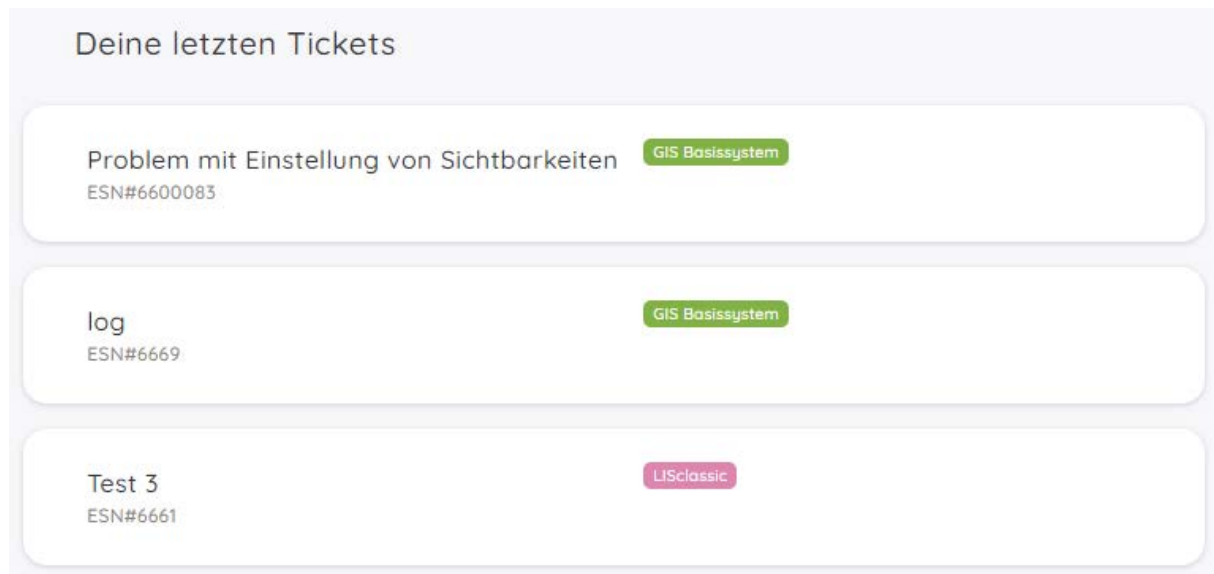 Deine letzten Tickets
Problem mit Einstellung von Sichtbarkeiten
GIS Basissystem
ESN#6600083
log
GIS Basissystem
ESN#6669
Test 3
LISclassic
ESN#6661